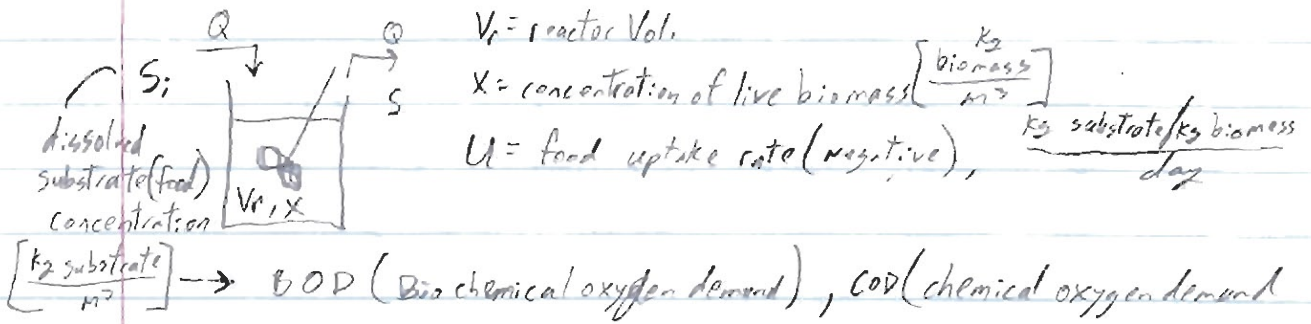 Q
Q
Vr = reactor Vol.
Si
S
X = concentration of live biomass [kg biomass / m³]
dissolved
substrate (food)
concentration
U = food uptake rate (negative), kg substrate/kg biomass / day
Vr, X
[kg substrate / m³] → BOD (Biochemical oxygen demand), COD (chemical oxygen demand